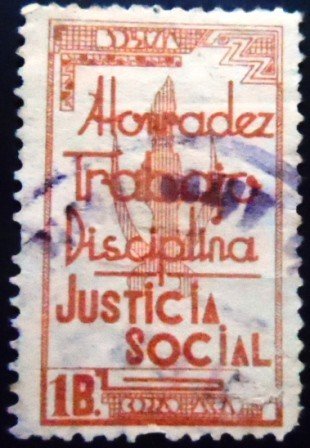 Honradez
Trabajo
Disciplina
y
JUSTICIA
SOCIAL
1B.